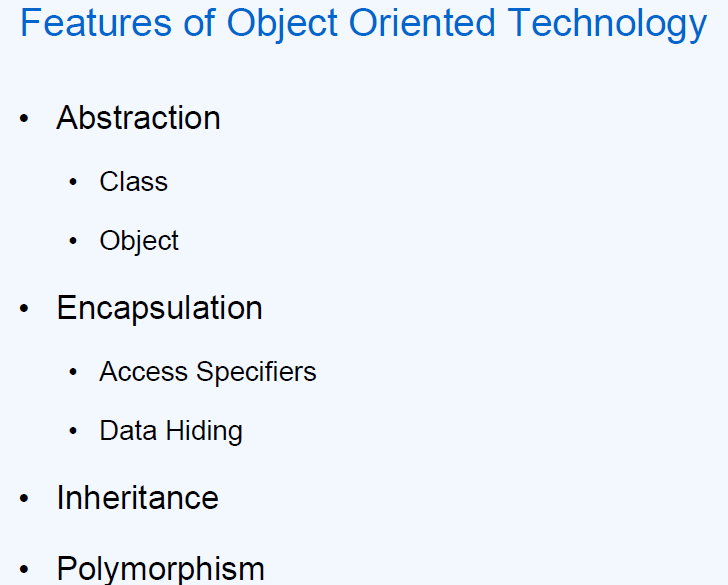 Features of Object Oriented Technology
• Abstraction
• Class
• Object
• Encapsulation
• Access Specifiers
• Data Hiding
• Inheritance
• Polymorphism